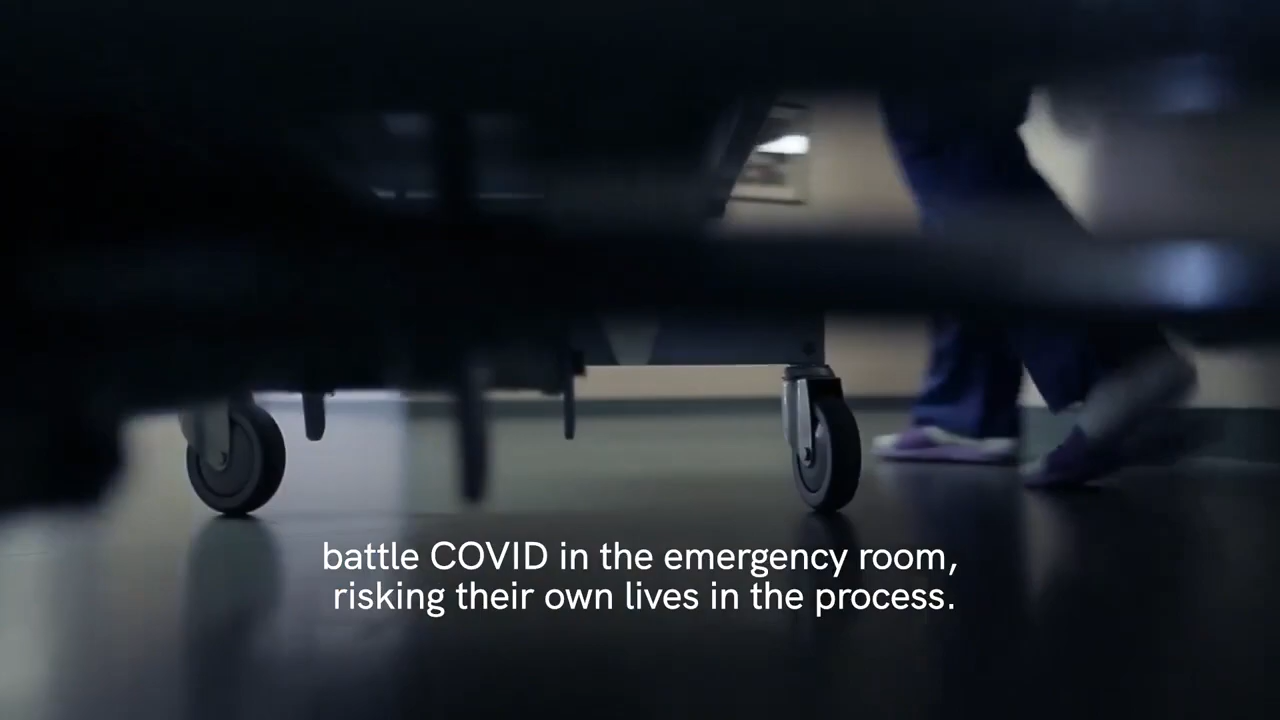 battle COVID in the emergency room,
risking their own lives in the process.